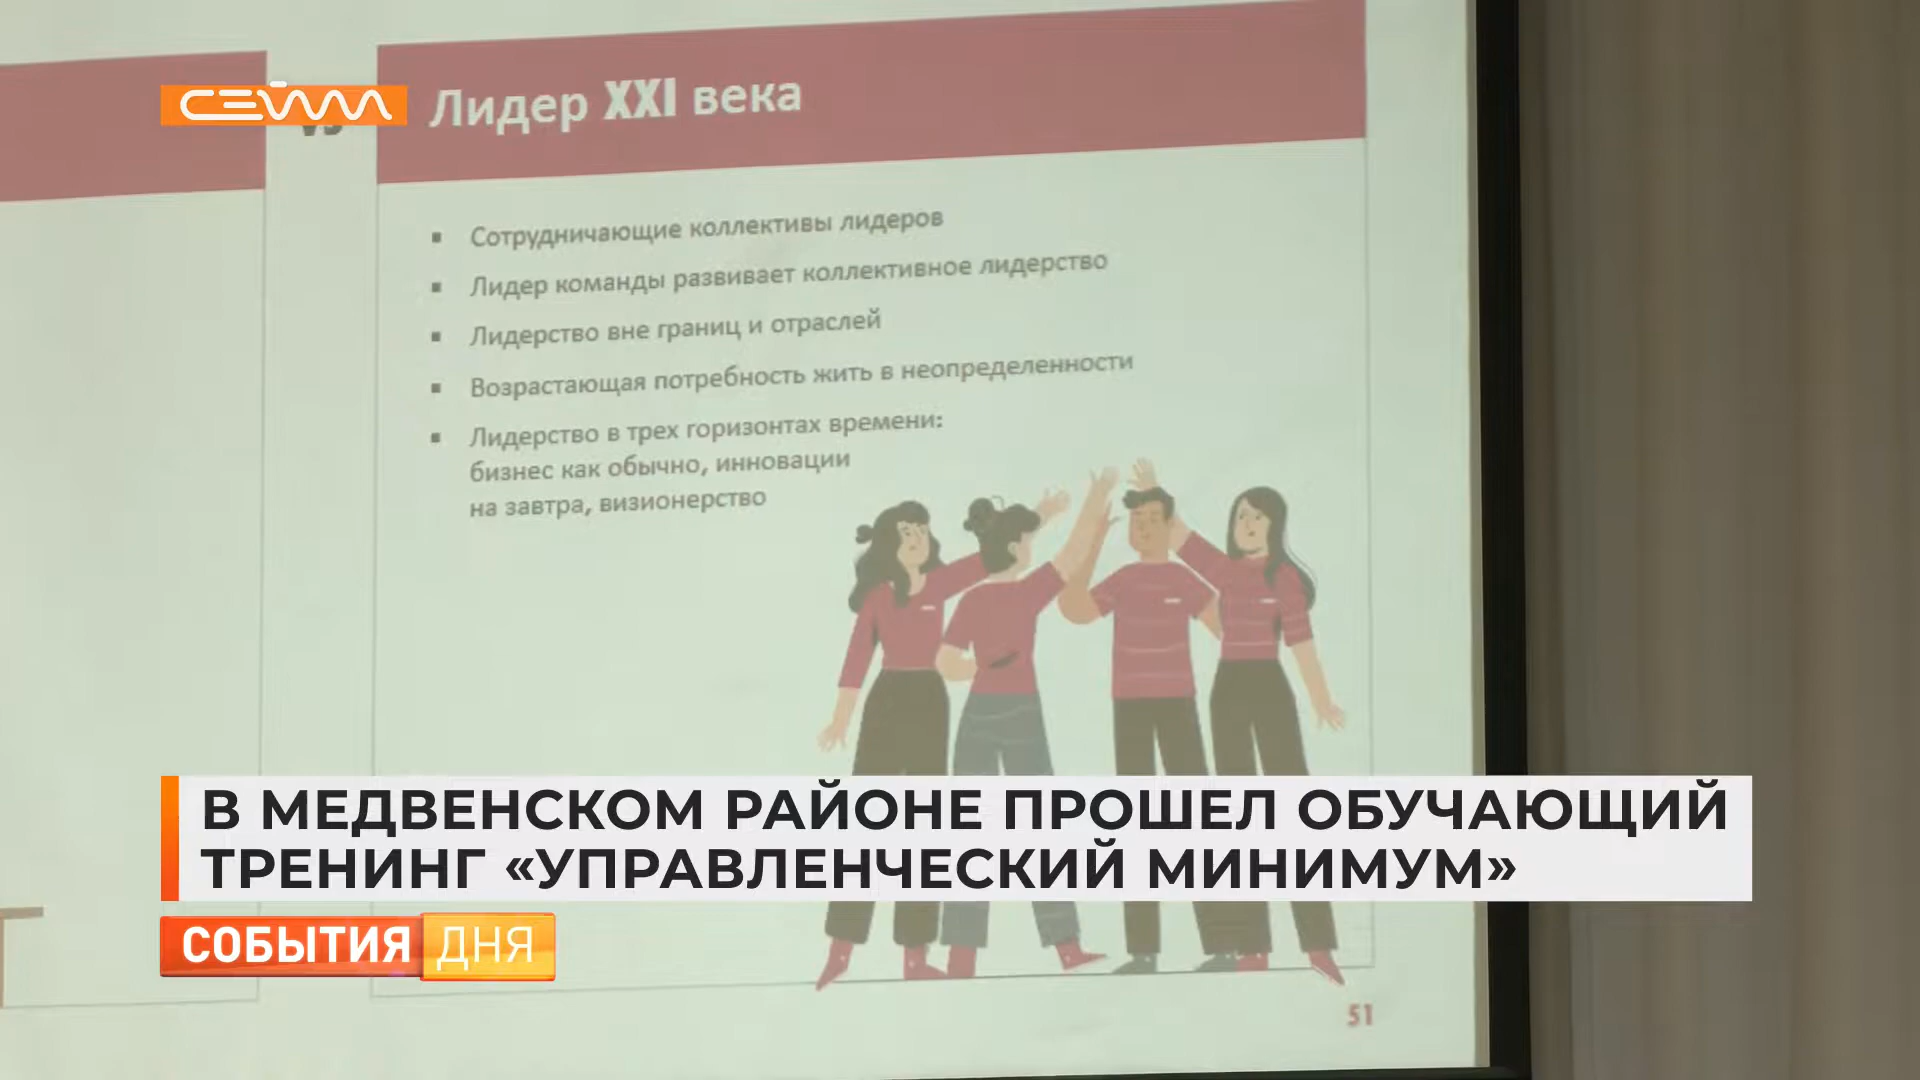 СЕЙМ
vs
Лидер XXI века
▪ Сотрудничающие коллективы лидеров
▪ Лидер команды развивает коллективное лидерство
▪ Лидерство вне границ и отраслей
▪ Возрастающая потребность жить в неопределенности
▪ Лидерство в трех горизонтах времени:
бизнес как обычно, инновации
на завтра, визионерство
В МЕДВЕНСКОМ РАЙОНЕ ПРОШЕЛ ОБУЧАЮЩИЙ
ТРЕНИНГ «УПРАВЛЕНЧЕСКИЙ МИНИМУМ»
СОБЫТИЯ ДНЯ
51